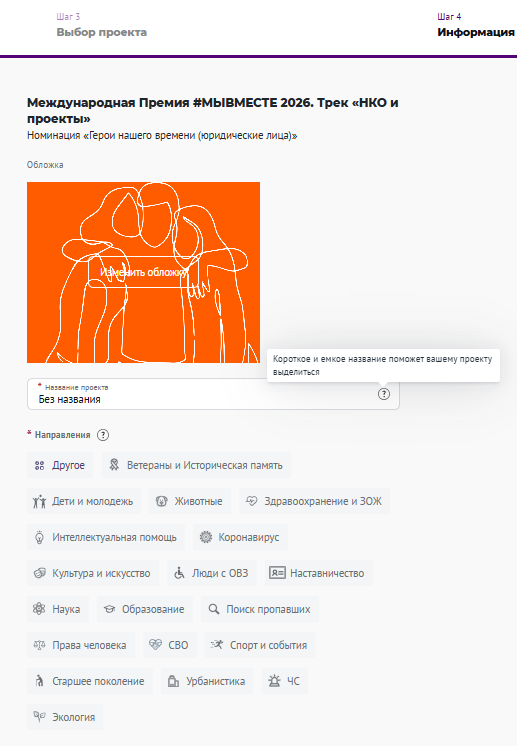 Шаг 3
Выбор проекта
Шаг 4
Информация
Международная Премия #МЫВМЕСТЕ 2026. Трек «НКО и
проекты»
Номинация «Герои нашего времени (юридические лица)»
Обложка
Изменить обложку
Короткое и емкое название поможет вашему проекту
выделиться
* Название проекта
Без названия
?
* Направления ?
Другое
Ветераны и Историческая память
Дети и молодежь
Животные
Здравоохранение и ЗОЖ
Интеллектуальная помощь
Коронавирус
Культура и искусство
Люди с ОВЗ
Наставничество
Наука
Образование
Поиск пропавших
Права человека
СВО
Спорт и события
Старшее поколение
Урбанистика
ЧС
Экология